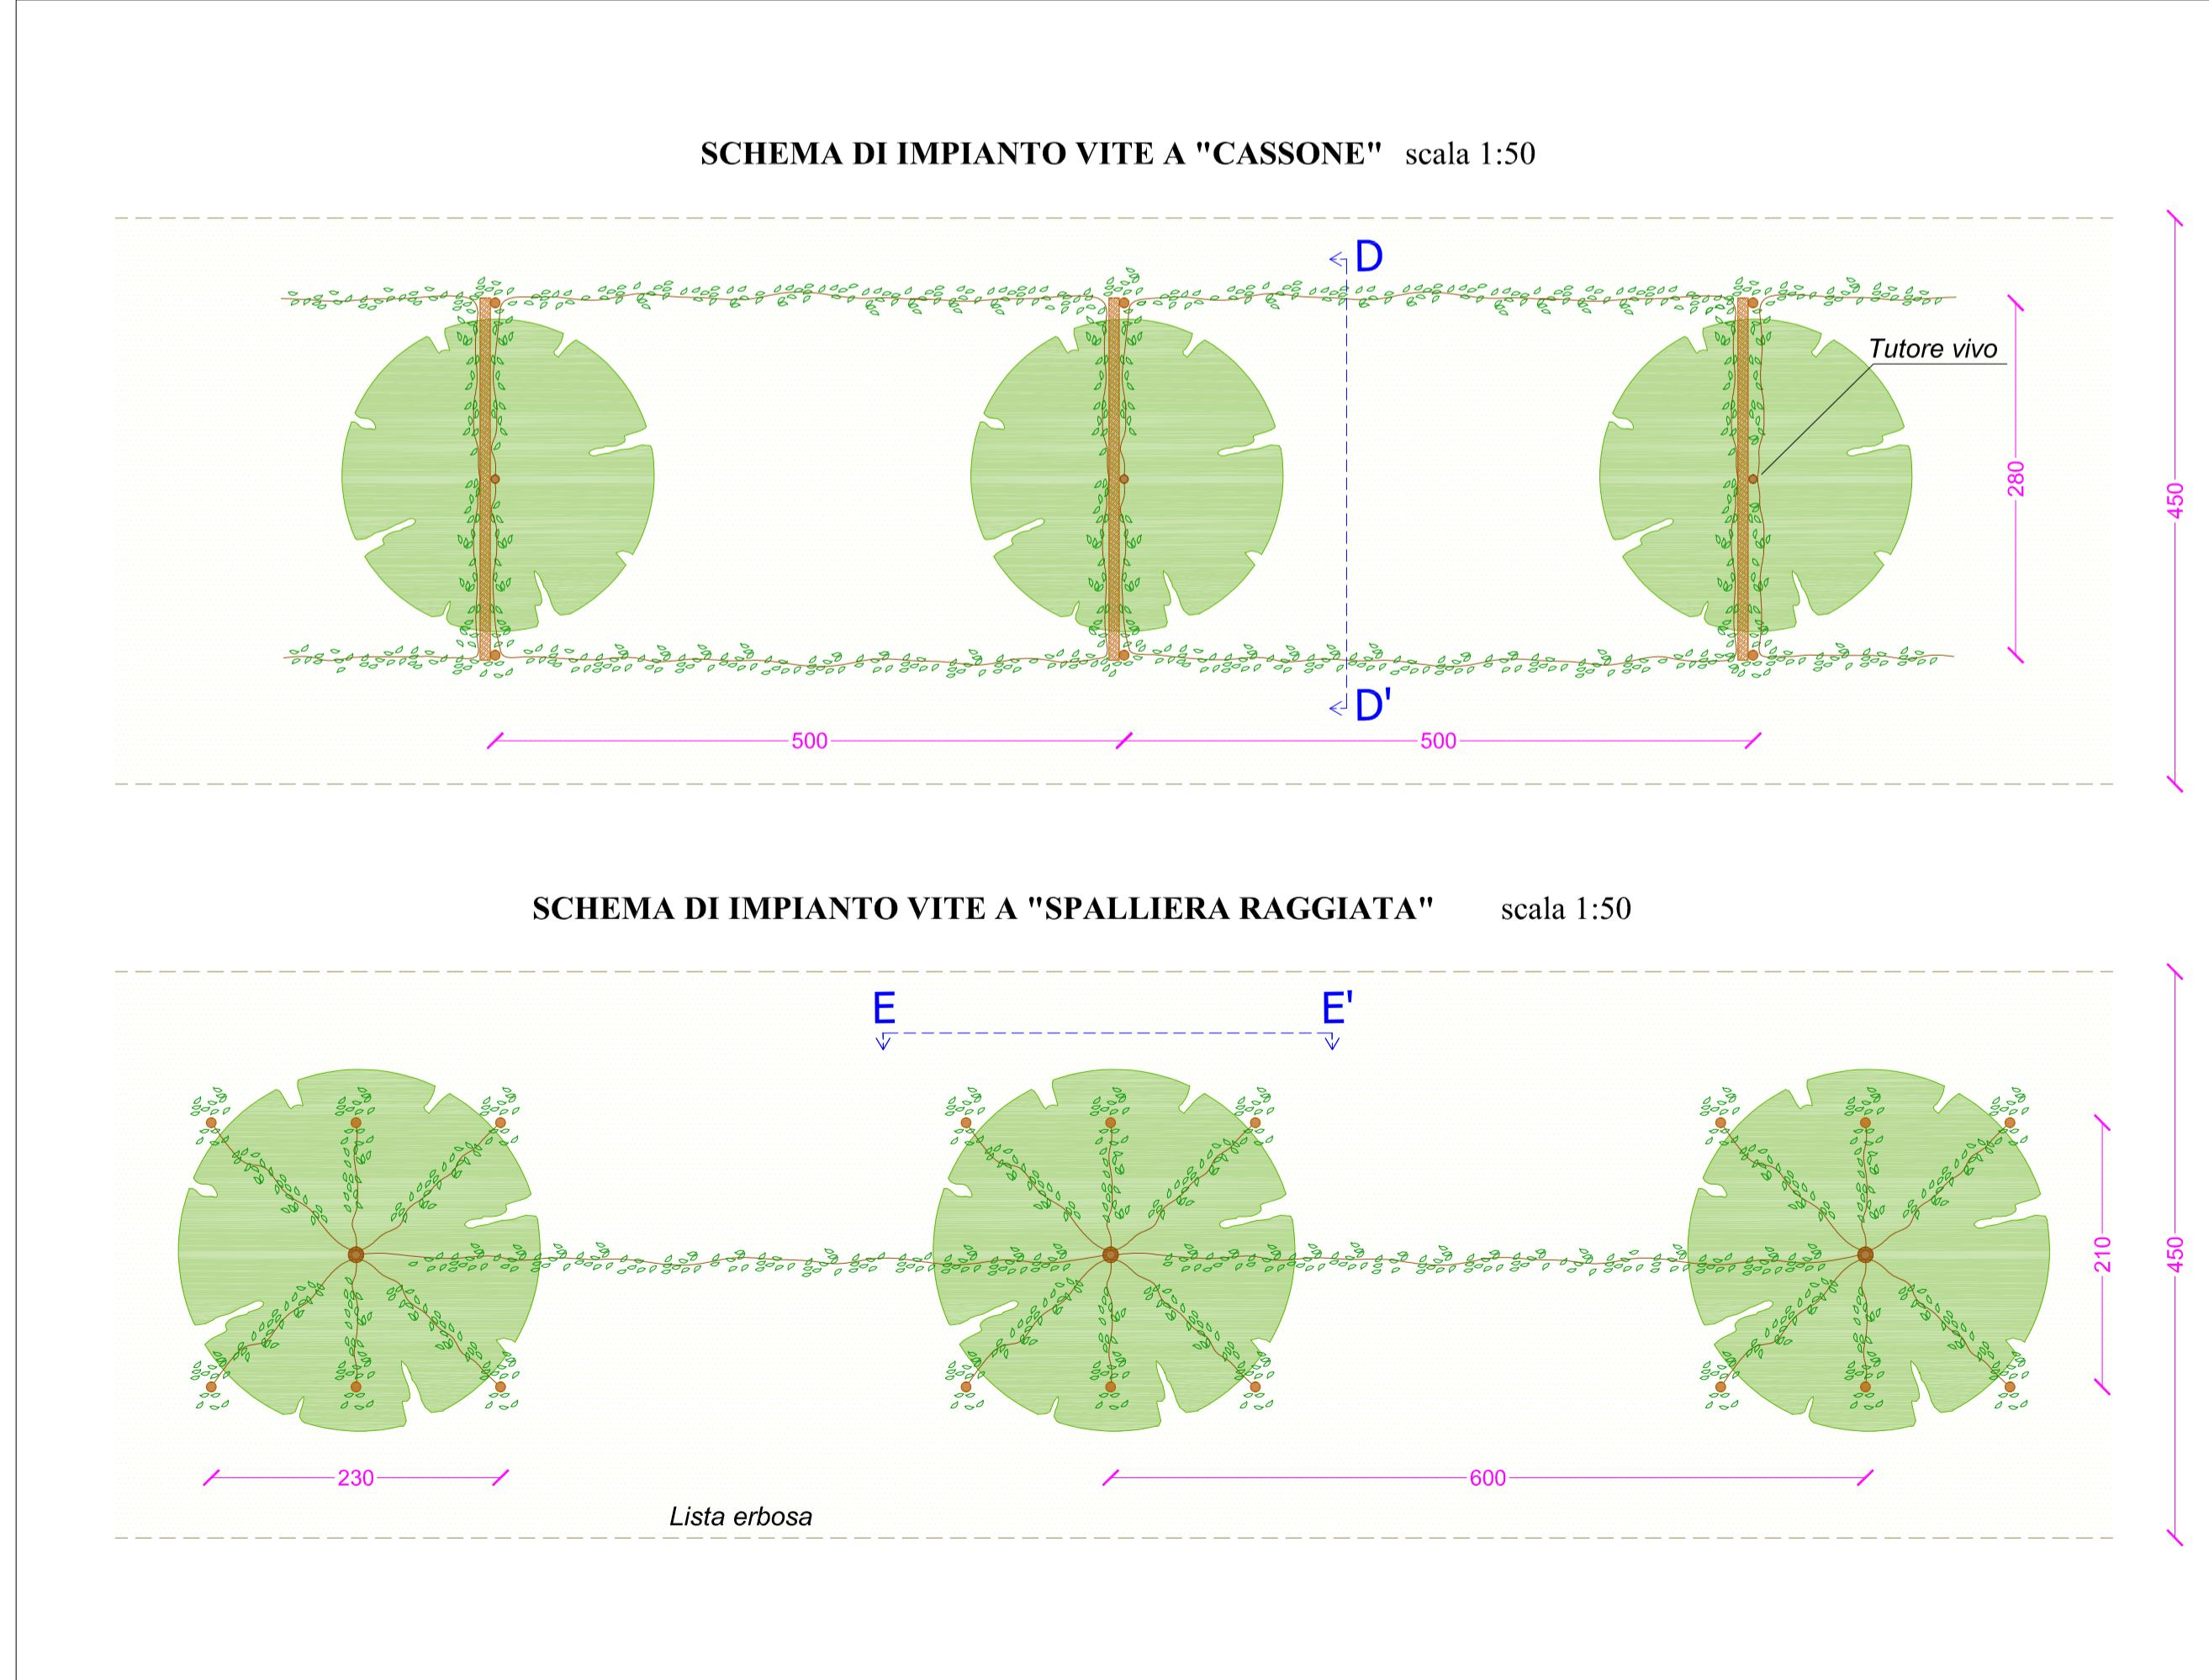 SCHEMA DI IMPIANTO VITE A "CASSONE" scala 1:50
D
Tutore vivo
280
450
D'
500
500
SCHEMA DI IMPIANTO VITE A "SPALLIERA RAGGIATA" scala 1:50
E
E'
210
450
230
600
Lista erbosa